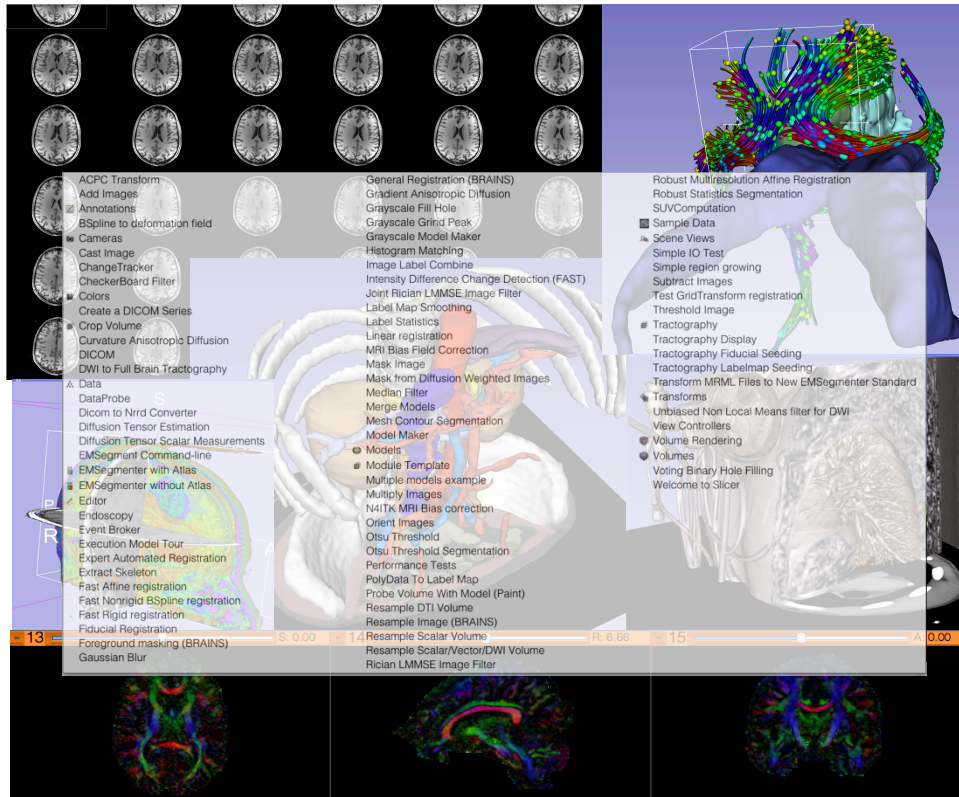 ACPC Transform
Add Images
Annotations
BSpline to deformation field
Cameras
Cast Image
ChangeTracker
CheckerBoard Filter
Colors
Create a DICOM Series
Crop Volume
Curvature Anisotropic Diffusion
DICOM
DWI to Full Brain Tractography
Data
DataProbe
Dicom to Nrrd Converter
Diffusion Tensor Estimation
Diffusion Tensor Scalar Measurements
EMSegment Command-line
EMSegmenter with Atlas
EMSegmenter without Atlas
Editor
Endoscopy
Event Broker
Execution Model Tour
Expert Automated Registration
Extract Skeleton
Fast Affine registration
Fast Nonrigid BSpline registration
Fast Rigid registration
Fiducial Registration
Foreground masking (BRAINS)
Gaussian Blur
General Registration (BRAINS)
Gradient Anisotropic Diffusion
Grayscale Fill Hole
Grayscale Grind Peak
Grayscale Model Maker
Histogram Matching
Image Label Combine
Intensity Difference Change Detection (FAST)
Joint Rician LMMSE Image Filter
Label Map Smoothing
Label Statistics
Linear registration
MRI Bias Field Correction
Mask Image
Mask from Diffusion Weighted Images
Median Filter
Merge Models
Mesh Contour Segmentation
Model Maker
Models
Module Template
Multiple models example
Multiply Images
N4ITK MRI Bias correction
Orient Images
Otsu Threshold
Otsu Threshold Segmentation
Performance Tests
PolyData To Label Map
Probe Volume With Model (Paint)
Resample DTI Volume
Resample Image (BRAINS)
Resample Scalar Volume
Resample Scalar/Vector/DWI Volume
Rician LMMSE Image Filter
Robust Multiresolution Affine Registration
Robust Statistics Segmentation
SUVComputation
Sample Data
Scene Views
Simple IO Test
Simple region growing
Subtract Images
Test GridTransform registration
Threshold Image
Tractography
Tractography Display
Tractography Fiducial Seeding
Tractography Labelmap Seeding
Transform MRML Files to New EMSegmenter Standard
Transforms
Unbiased Non Local Means filter for DWI
View Controllers
Volume Rendering
Volumes
Voting Binary Hole Filling
Welcome to Slicer
S
P
R
A
13 S: 0.00
14 R: 6.66
15 A: 0.00